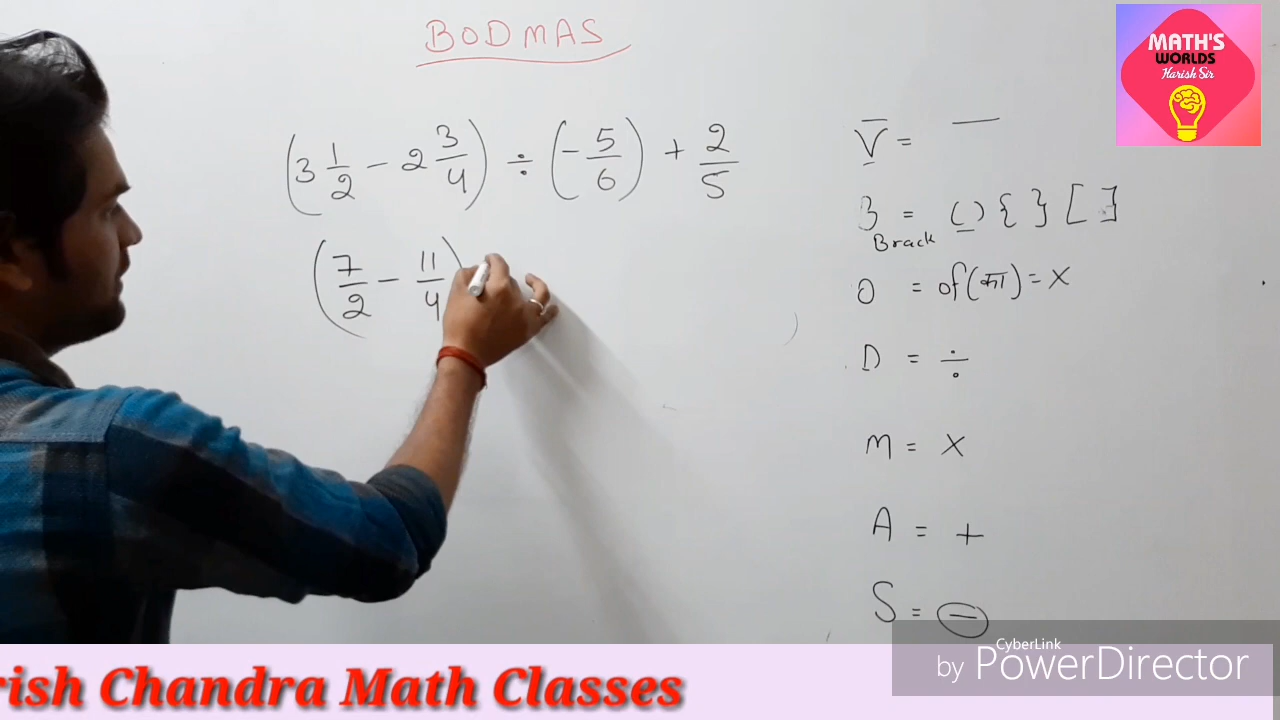 BODMAS
(3 1/2 - 2 3/4) ÷ (-5/6) + 2/5
(7/2 - 11/4)
V̅ = —
B = ( ) { } [ ]
Brack
O = of (का) = ×
D = ÷
M = ×
A = +
S = -
MATH'S
WORLDS
Harish Sir
CyberLink
by PowerDirector
rish Chandra Math Classes